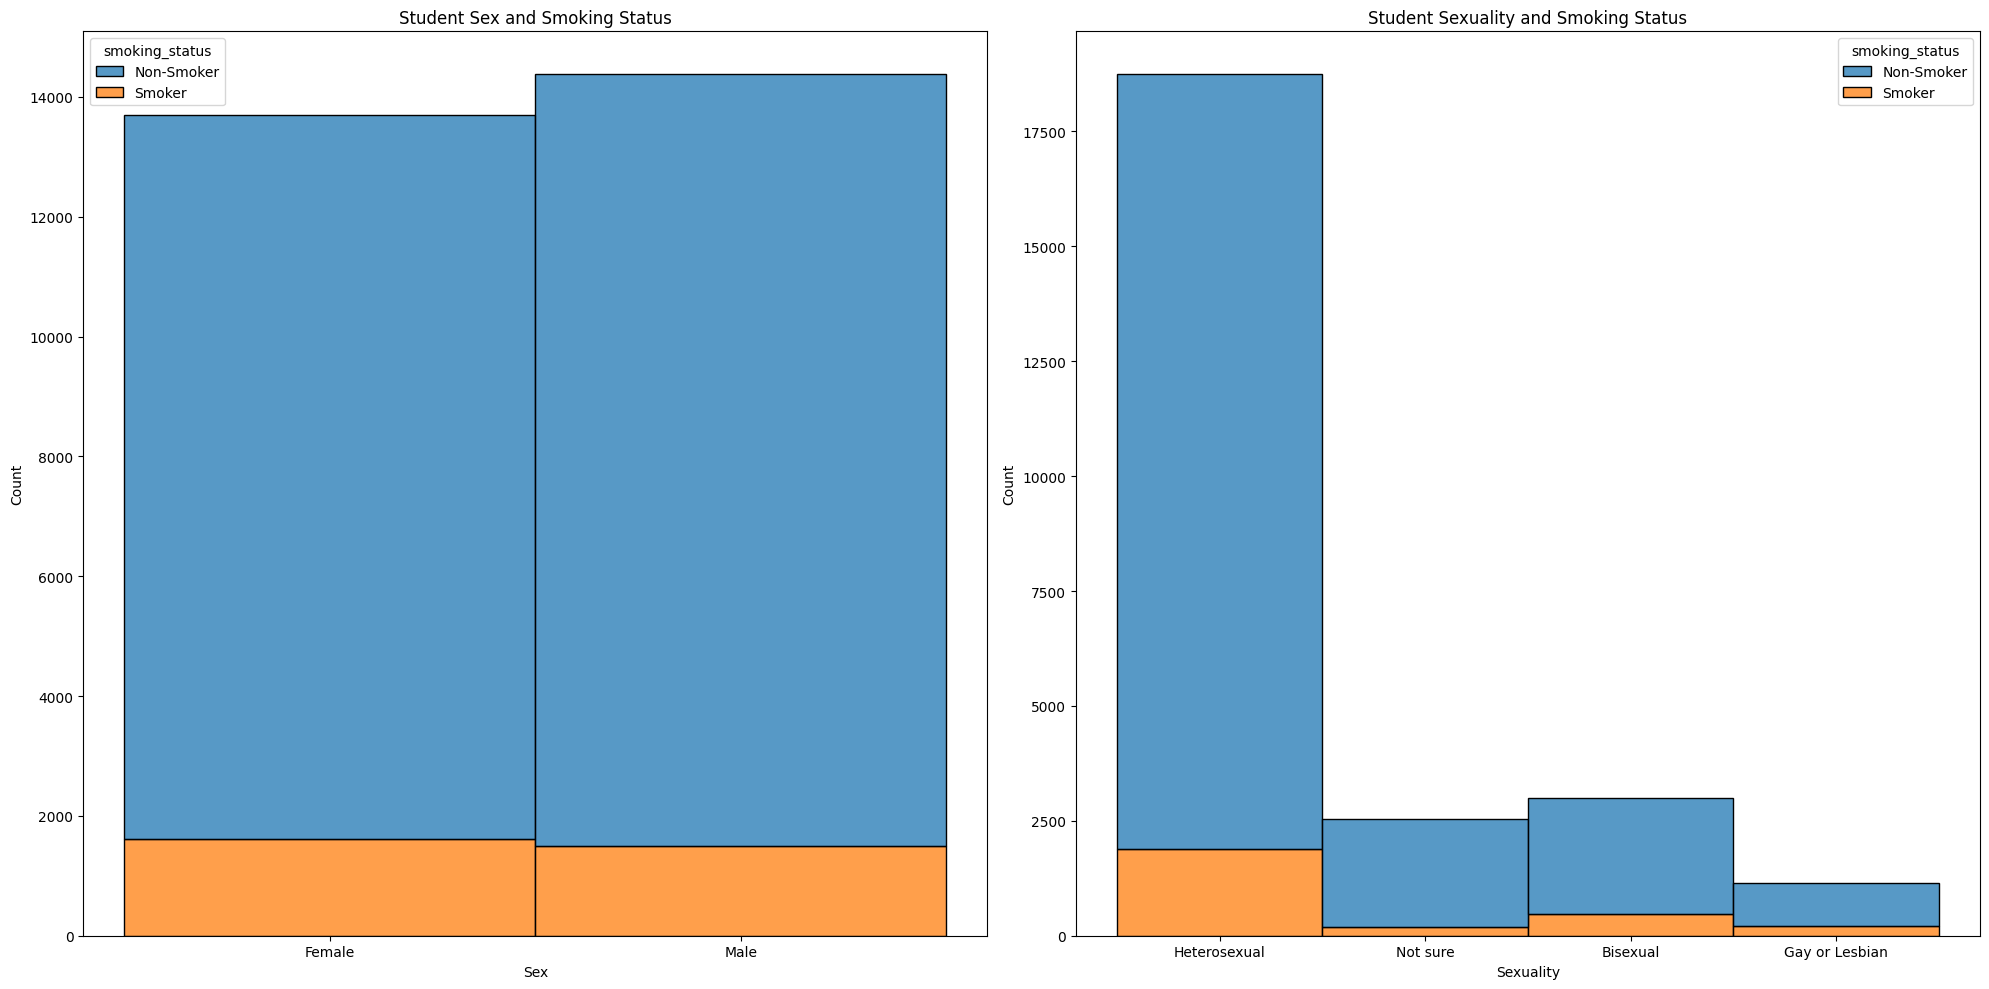 Student Sex and Smoking Status
smoking_status
Non-Smoker
Smoker
14000
12000
10000
8000
6000
4000
2000
0
Count
Female
Male
Sex
Student Sexuality and Smoking Status
smoking_status
Non-Smoker
Smoker
17500
15000
12500
10000
7500
5000
2500
0
Count
Heterosexual
Not sure
Bisexual
Gay or Lesbian
Sexuality